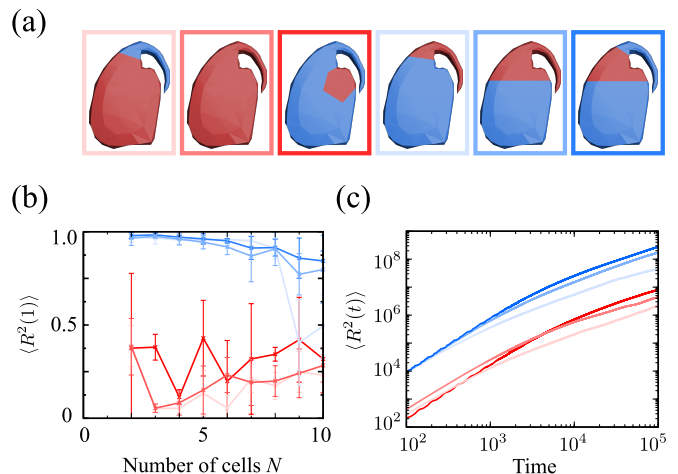 (a)
(b)
1.0
0.5
0
0
5
10
⟨R²(1)⟩
Number of cells N
(c)
10⁸
10⁶
10⁴
10²
10²
10³
10⁴
10⁵
⟨R²(t)⟩
Time